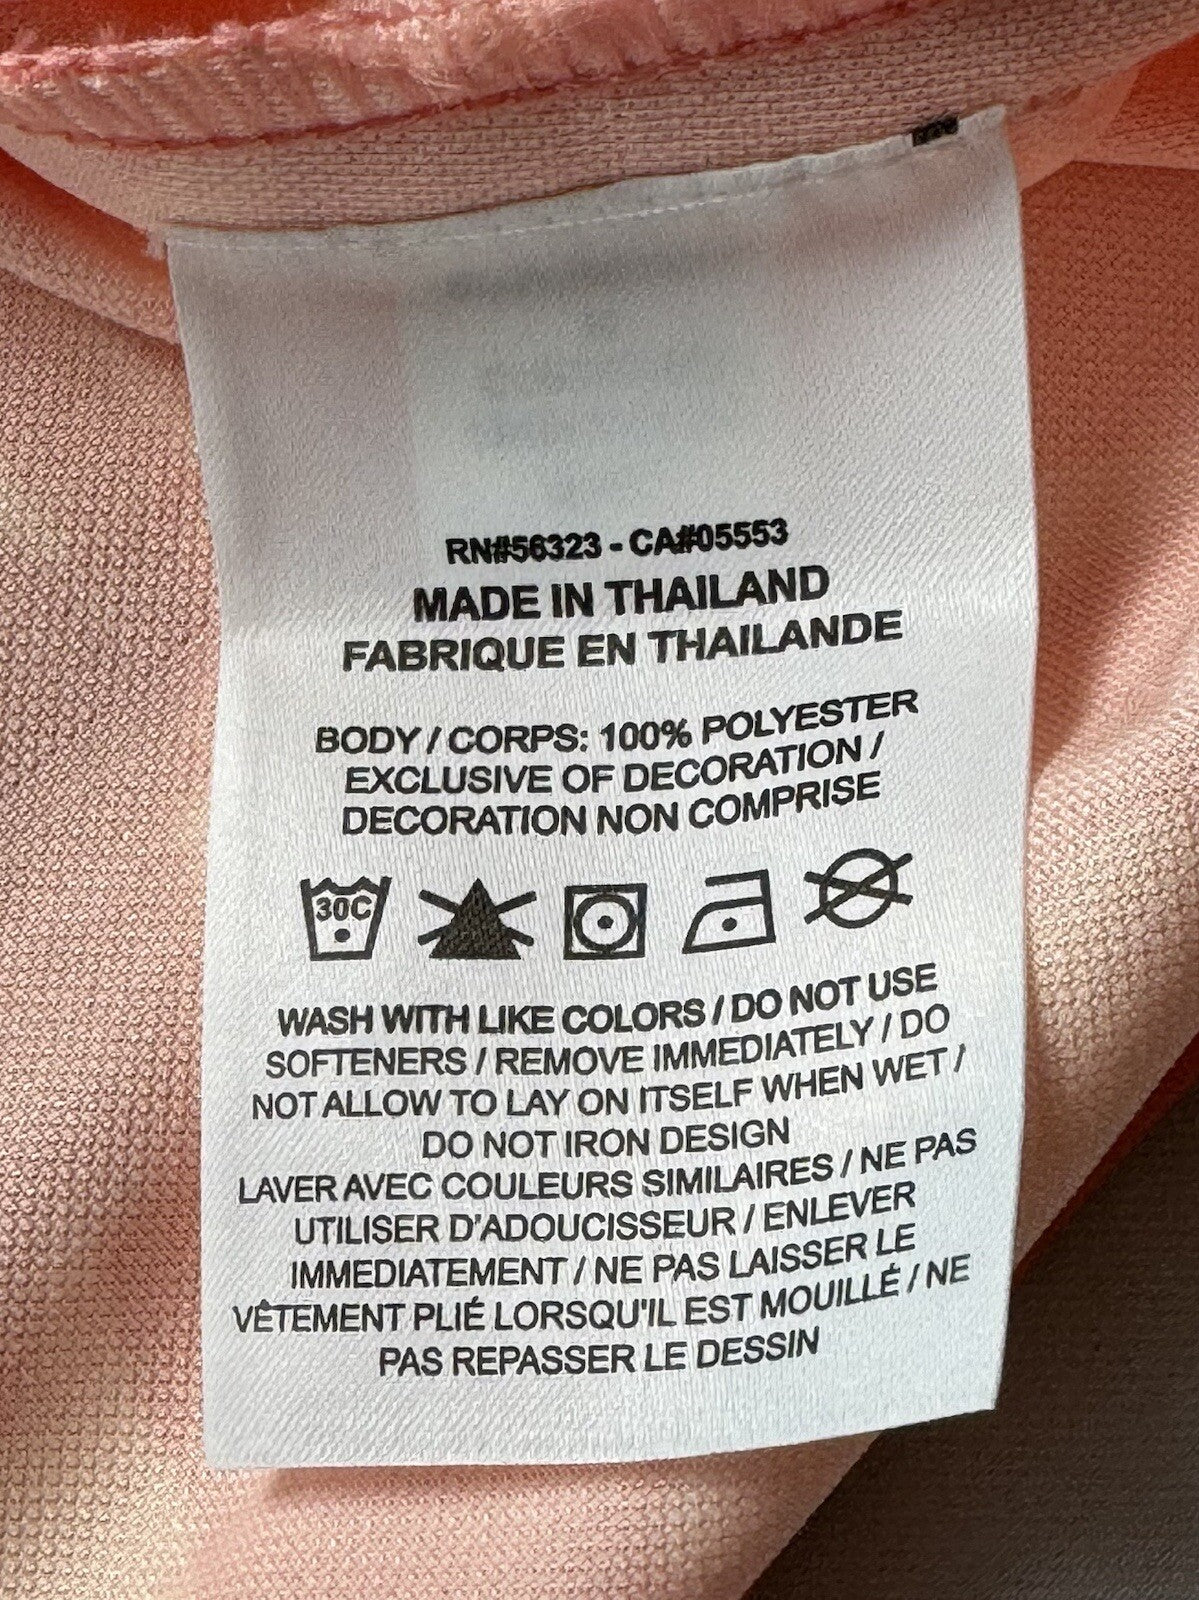 RN#56323 - CA#05553
MADE IN THAILAND
FABRIQUE EN THAILANDE
BODY / CORPS: 100% POLYESTER
EXCLUSIVE OF DECORATION /
DECORATION NON COMPRISE
30C
WASH WITH LIKE COLORS / DO NOT USE
SOFTENERS / REMOVE IMMEDIATELY / DO
NOT ALLOW TO LAY ON ITSELF WHEN WET /
DO NOT IRON DESIGN
LAVER AVEC COULEURS SIMILAIRES / NE PAS
UTILISER D'ADOUCISSEUR / ENLEVER
IMMEDIATEMENT / NE PAS LAISSER LE
VÊTEMENT PLIÉ LORSQU'IL EST MOUILLÉ / NE
PAS REPASSER LE DESSIN